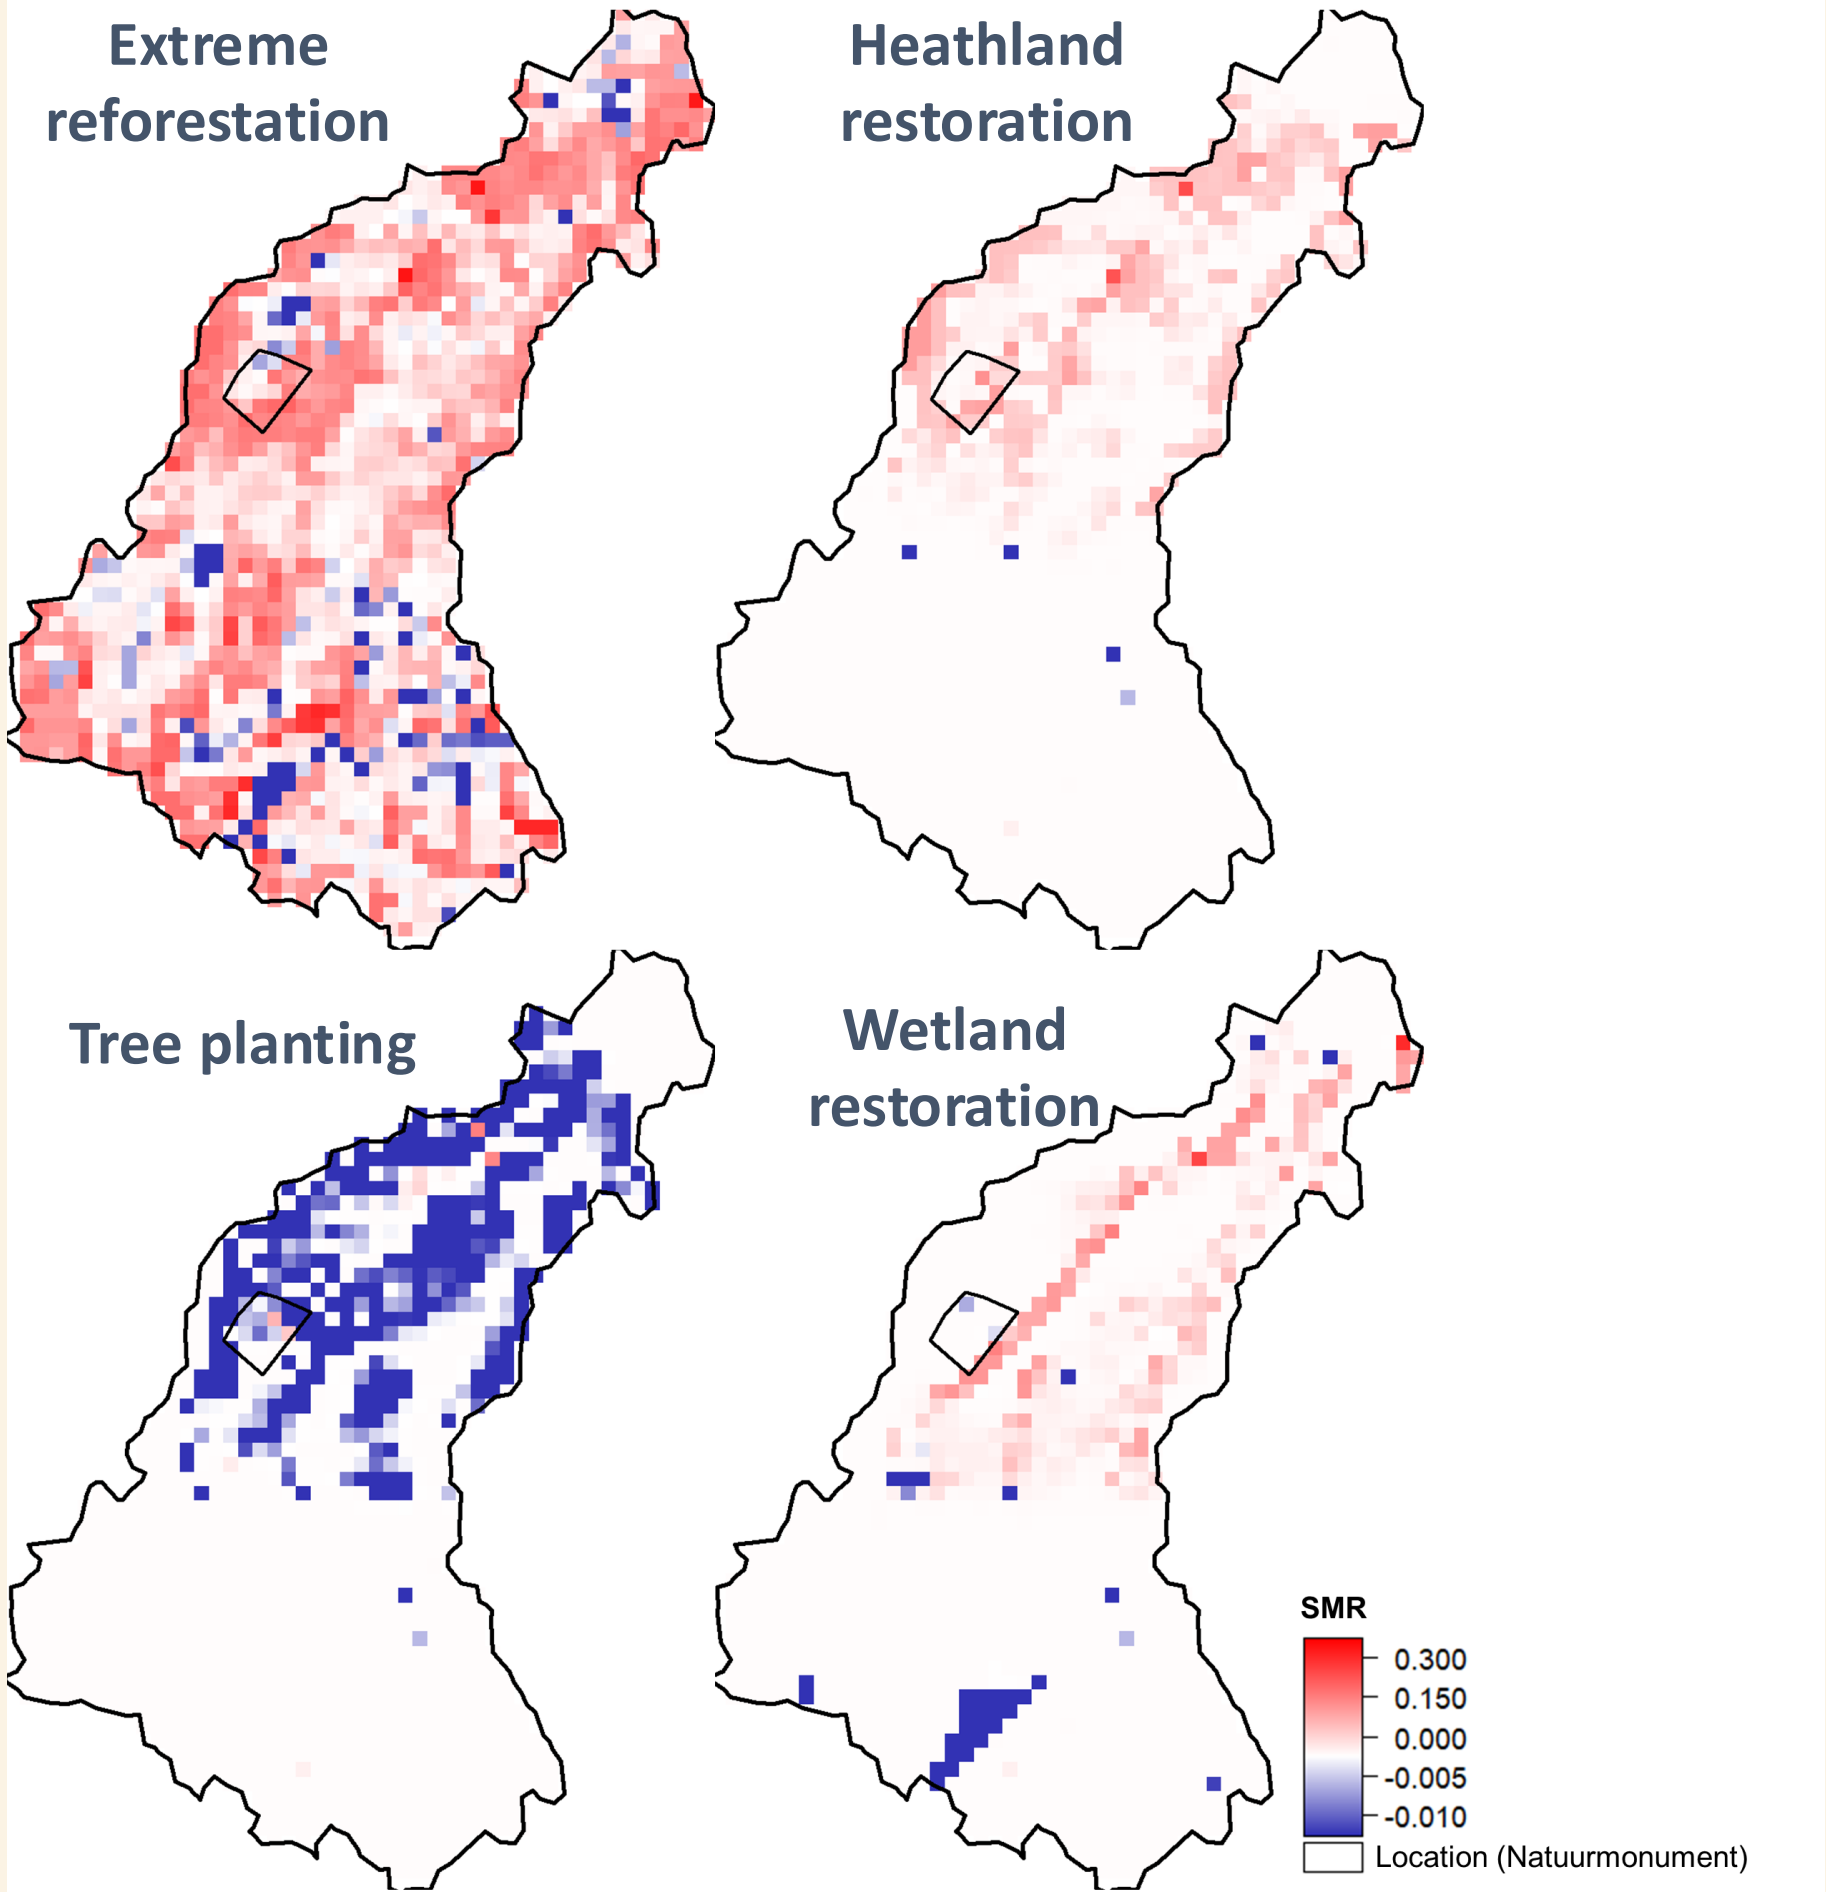 Extreme
reforestation
Heathland
restoration
Tree planting
Wetland
restoration
SMR
0.300
0.150
0.000
-0.005
-0.010
Location (Natuurmonument)